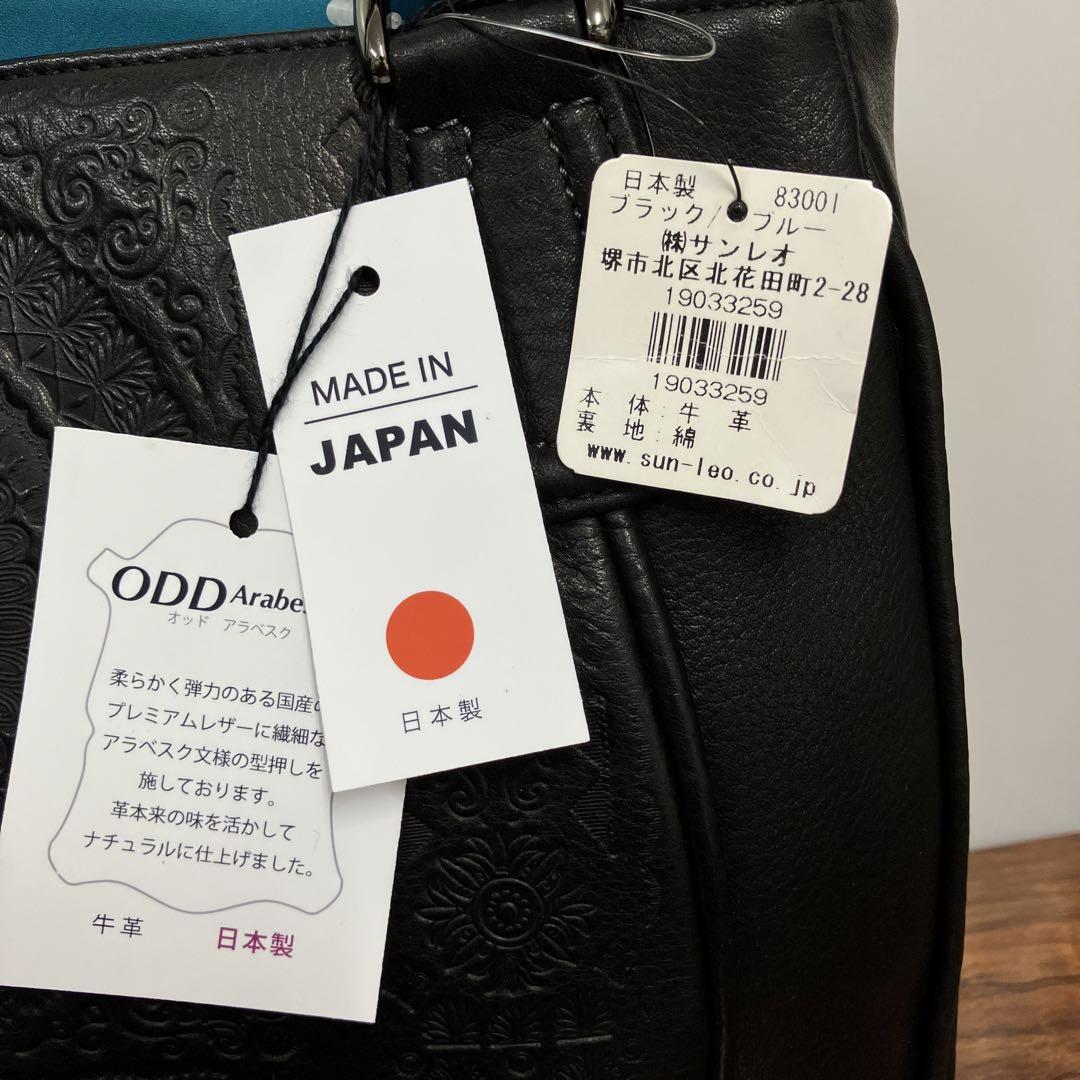 日本製 83001
ブラック/ ブルー
㈱サンレオ
堺市北区北花田町2-28
19033259
19033259
本 体:牛 革
裏 地:綿
www.sun-leo.co.jp
MADE IN
JAPAN
日本製
ODD Arabes
オッド アラベスク
柔らかく弾力のある国産の
プレミアムレザーに繊細な
アラベスク文様の型押しを
施しております。
革本来の味を活かして
ナチュラルに仕上げました。
牛革 日本製